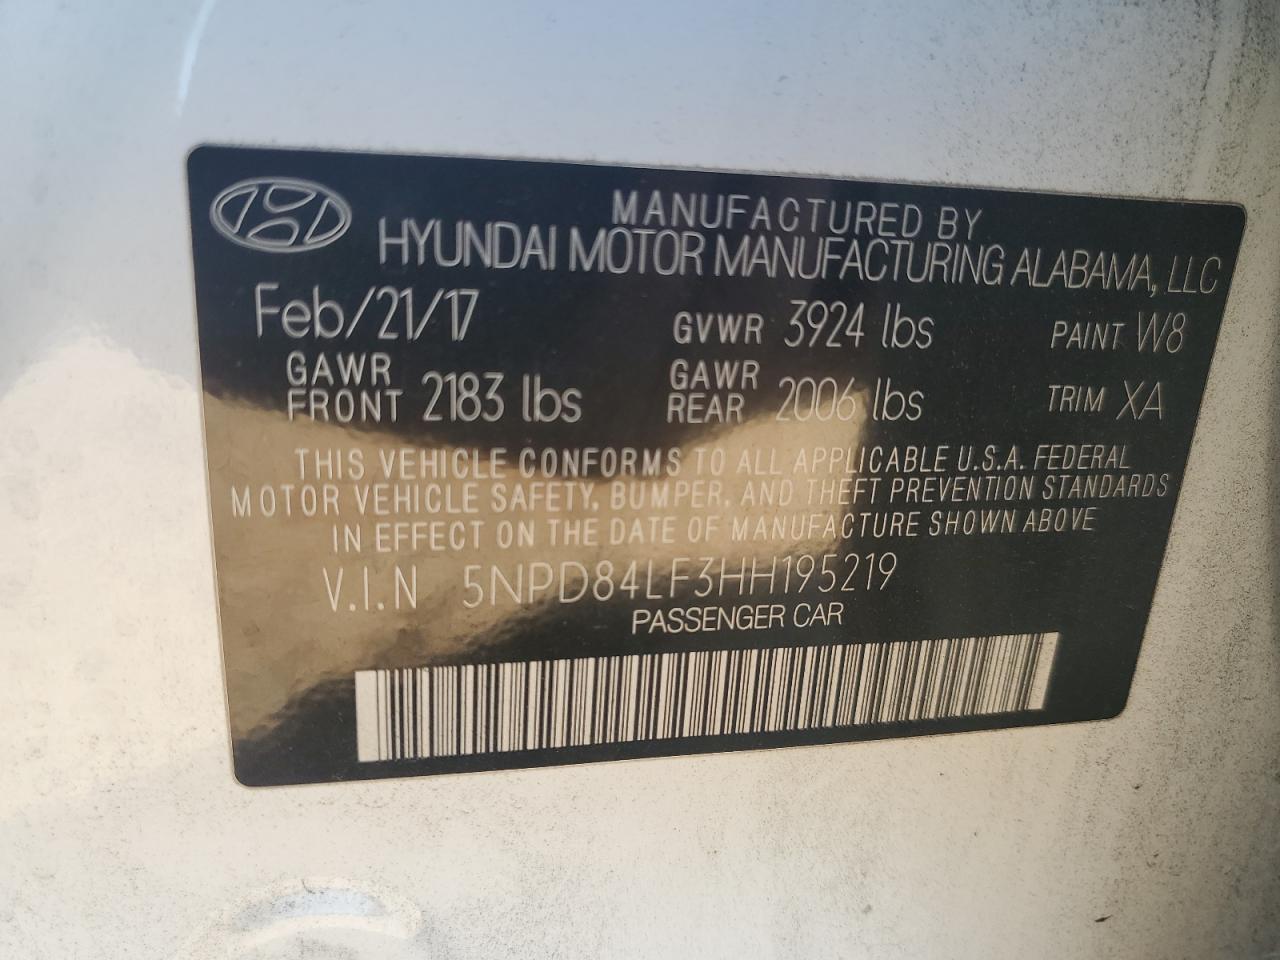 MANUFACTURED BY
HYUNDAI MOTOR MANUFACTURING ALABAMA, LLC
Feb/21/17 GVWR 3924 lbs PAINT W8
GAWR FRONT 2183 lbs GAWR REAR 2006 lbs TRIM XA
THIS VEHICLE CONFORMS TO ALL APPLICABLE U.S.A. FEDERAL
MOTOR VEHICLE SAFETY, BUMPER, AND THEFT PREVENTION STANDARDS
IN EFFECT ON THE DATE OF MANUFACTURE SHOWN ABOVE
V.I.N 5NPD84LF3HH195219
PASSENGER CAR